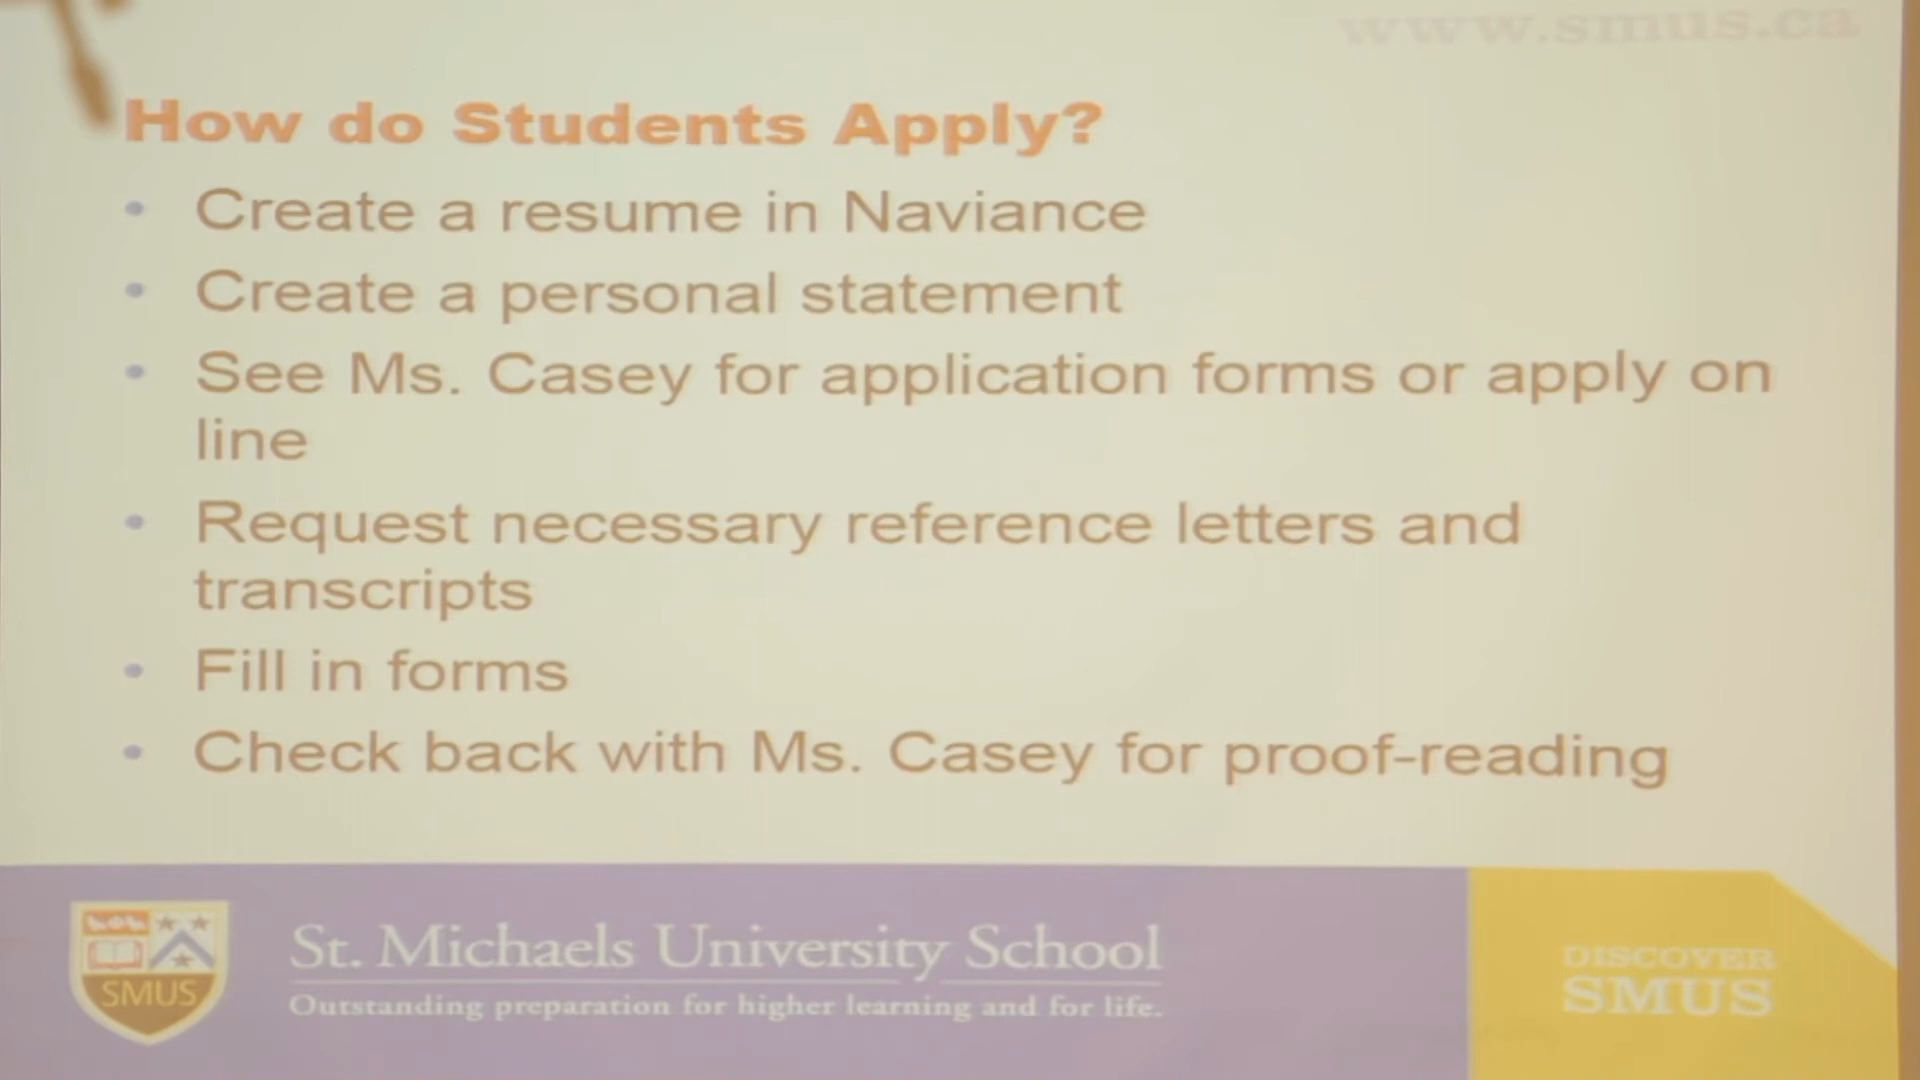 www.smus.ca
How do Students Apply?
• Create a resume in Naviance
• Create a personal statement
• See Ms. Casey for application forms or apply on
line
• Request necessary reference letters and
transcripts
• Fill in forms
• Check back with Ms. Casey for proof-reading
SMUS
St. Michaels University School
Outstanding preparation for higher learning and for life.
DISCOVER
SMUS